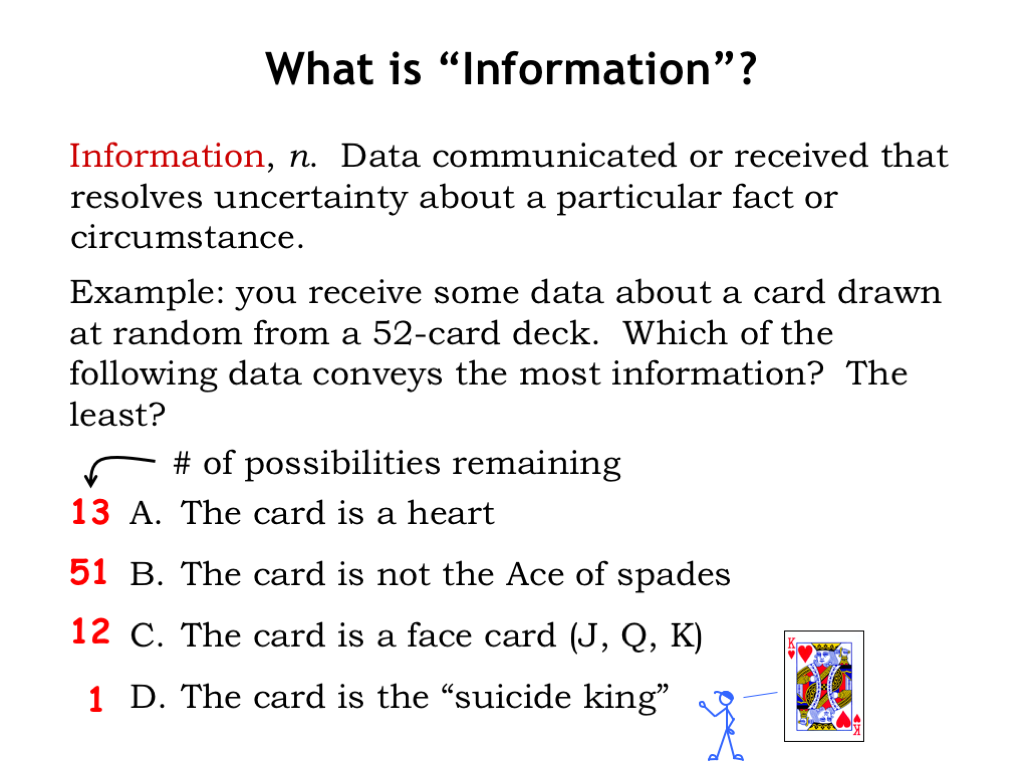 What is “Information”?
Information, n.  Data communicated or received that
resolves uncertainty about a particular fact or
circumstance.
Example: you receive some data about a card drawn
at random from a 52-card deck.  Which of the
following data conveys the most information?  The
least?
# of possibilities remaining
13 A. The card is a heart
51 B. The card is not the Ace of spades
12 C. The card is a face card (J, Q, K)
1 D. The card is the “suicide king”
K
K